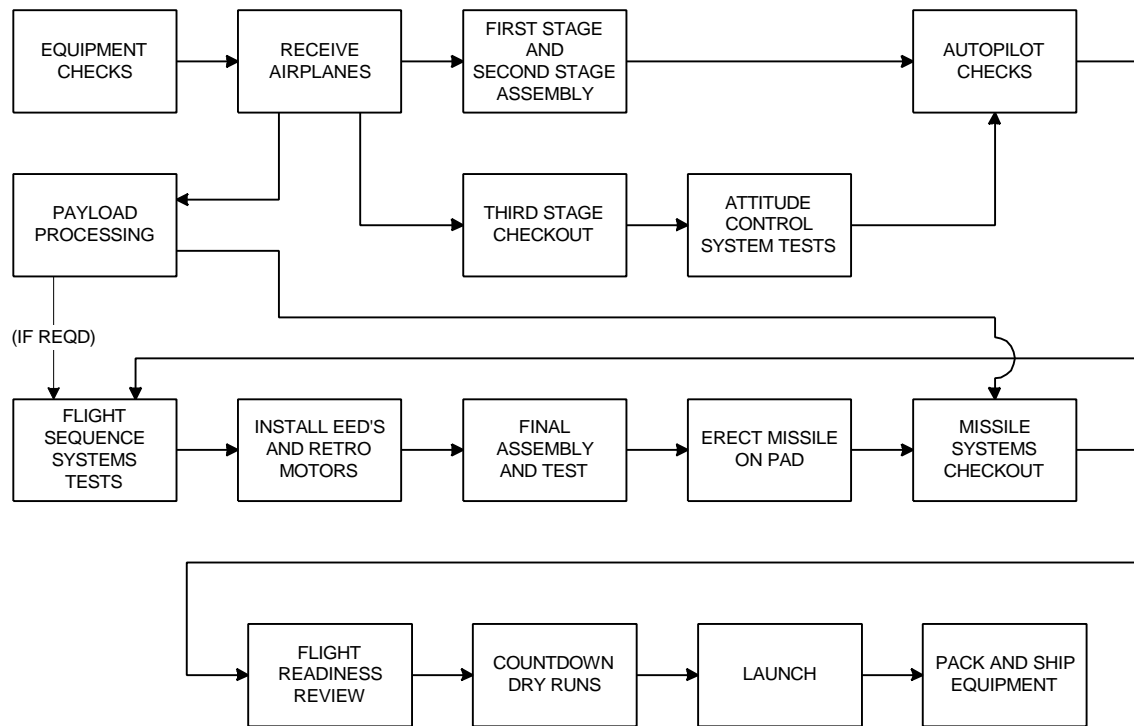 EQUIPMENT
CHECKS
RECEIVE
AIRPLANES
FIRST STAGE
AND
SECOND STAGE
ASSEMBLY
AUTOPILOT
CHECKS
PAYLOAD
PROCESSING
THIRD STAGE
CHECKOUT
ATTITUDE
CONTROL
SYSTEM TESTS
(IF REQD)
FLIGHT
SEQUENCE
SYSTEMS
TESTS
INSTALL EED'S
AND RETRO
MOTORS
FINAL
ASSEMBLY
AND TEST
ERECT MISSILE
ON PAD
MISSILE
SYSTEMS
CHECKOUT
FLIGHT
READINESS
REVIEW
COUNTDOWN
DRY RUNS
LAUNCH
PACK AND SHIP
EQUIPMENT